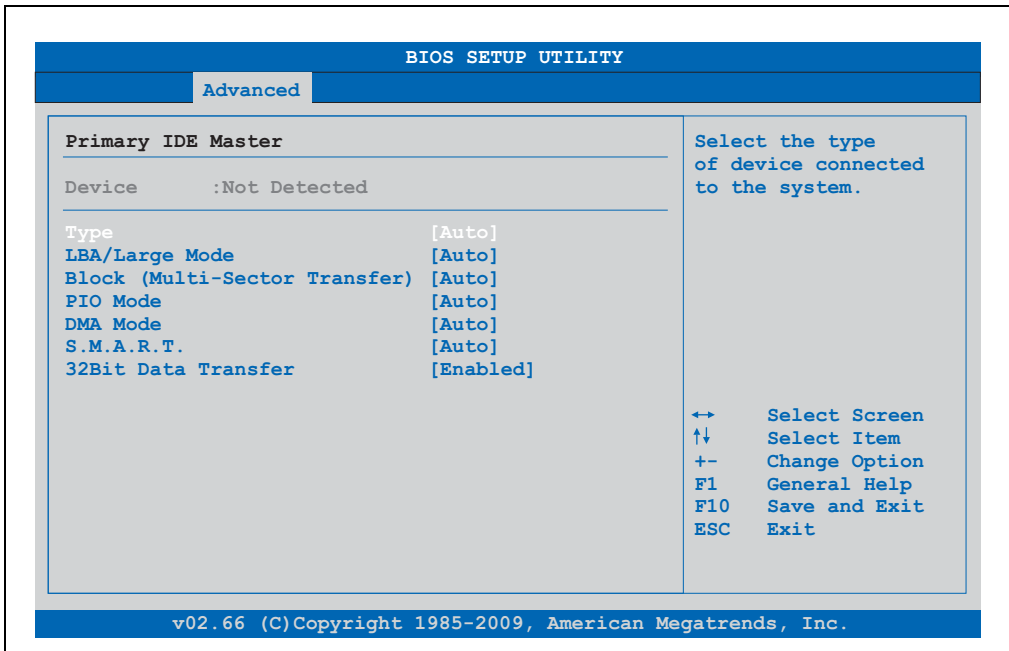 BIOS SETUP UTILITY
Advanced
Primary IDE Master
Device :Not Detected
Type [Auto]
LBA/Large Mode [Auto]
Block (Multi-Sector Transfer) [Auto]
PIO Mode [Auto]
DMA Mode [Auto]
S.M.A.R.T. [Auto]
32Bit Data Transfer [Enabled]
Select the type
of device connected
to the system.
↔ Select Screen
↑↓ Select Item
+- Change Option
F1 General Help
F10 Save and Exit
ESC Exit
v02.66 (C)Copyright 1985-2009, American Megatrends, Inc.